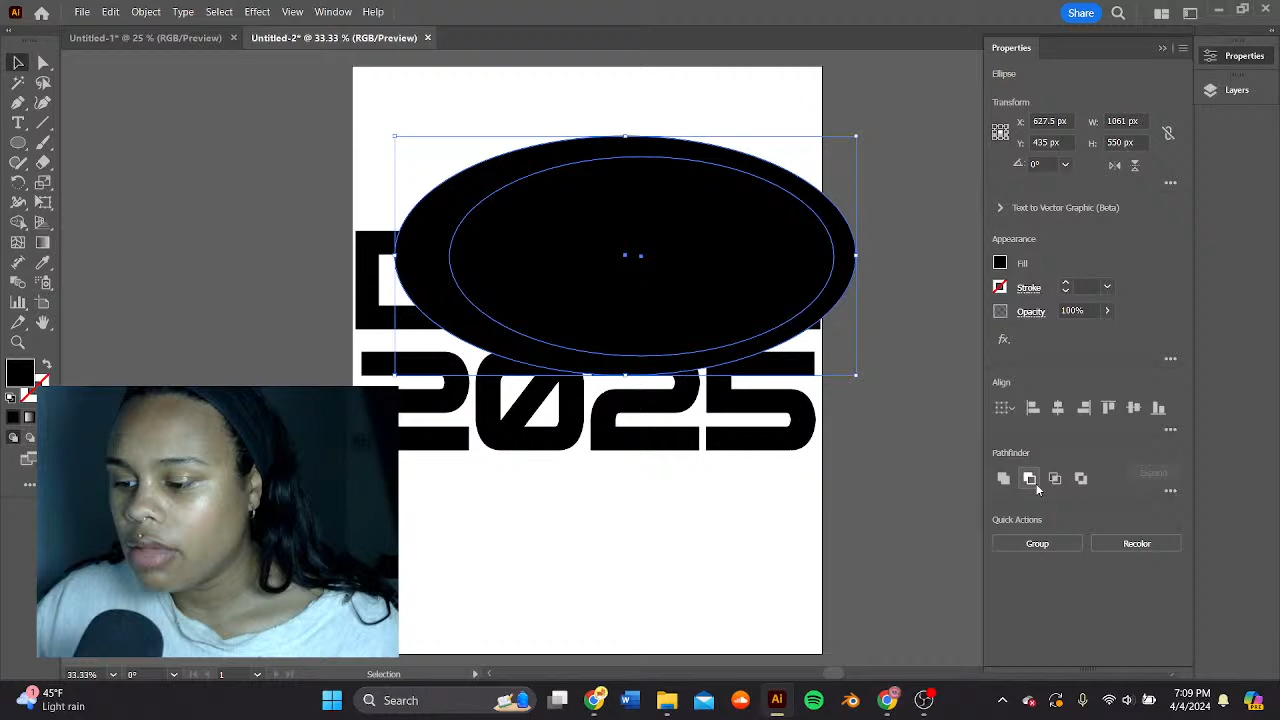 Ai File Edit Object Type Select Effect View Window Help Share
Untitled-1* @ 25 % (RGB/Preview) × Untitled-2* @ 33.33 % (RGB/Preview) ×
Properties
Properties
Layers
Ellipse
Transform
X: 627.5 px W: 1061 px
Y: 435 px H: 550 px
0°
Text to Vector Graphic (Beta)
Appearance
Fill
Stroke
Opacity 100%
fx.
Align
Pathfinder
Expand
Quick Actions
Group Recolor
2025
33.33% 0° 1 Selection
1 45°F
Light rain
Search
7:09 PM
4/4/2024